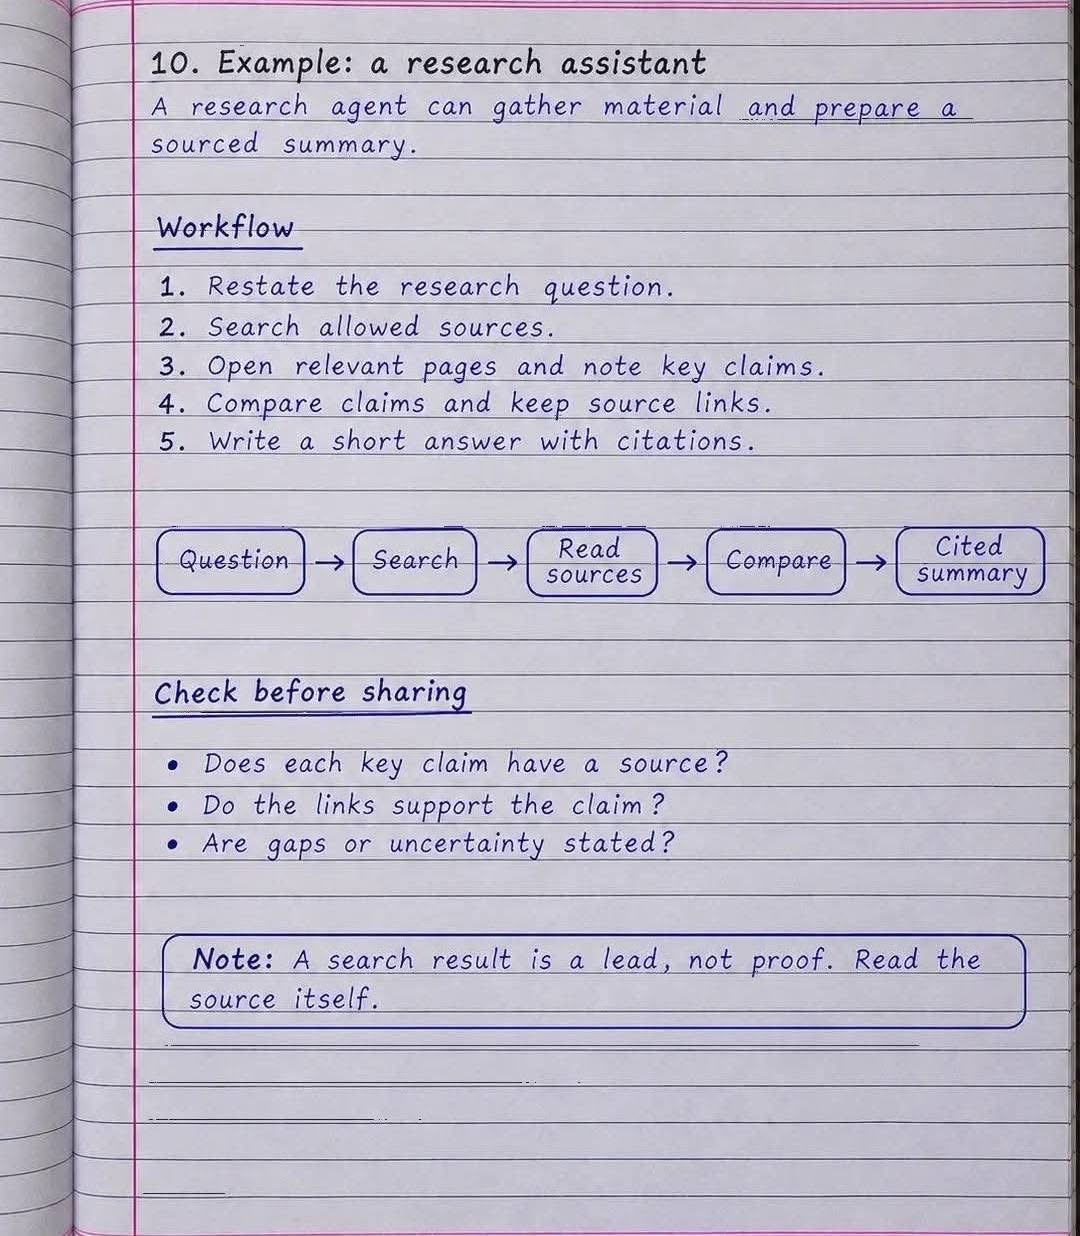 10. Example: a research assistant
A research agent can gather material and prepare a
sourced summary.
Workflow
1. Restate the research question.
2. Search allowed sources.
3. Open relevant pages and note key claims.
4. Compare claims and keep source links.
5. Write a short answer with citations.
Question → Search → Read sources → Compare → Cited summary
Check before sharing
• Does each key claim have a source?
• Do the links support the claim?
• Are gaps or uncertainty stated?
Note: A search result is a lead, not proof. Read the
source itself.